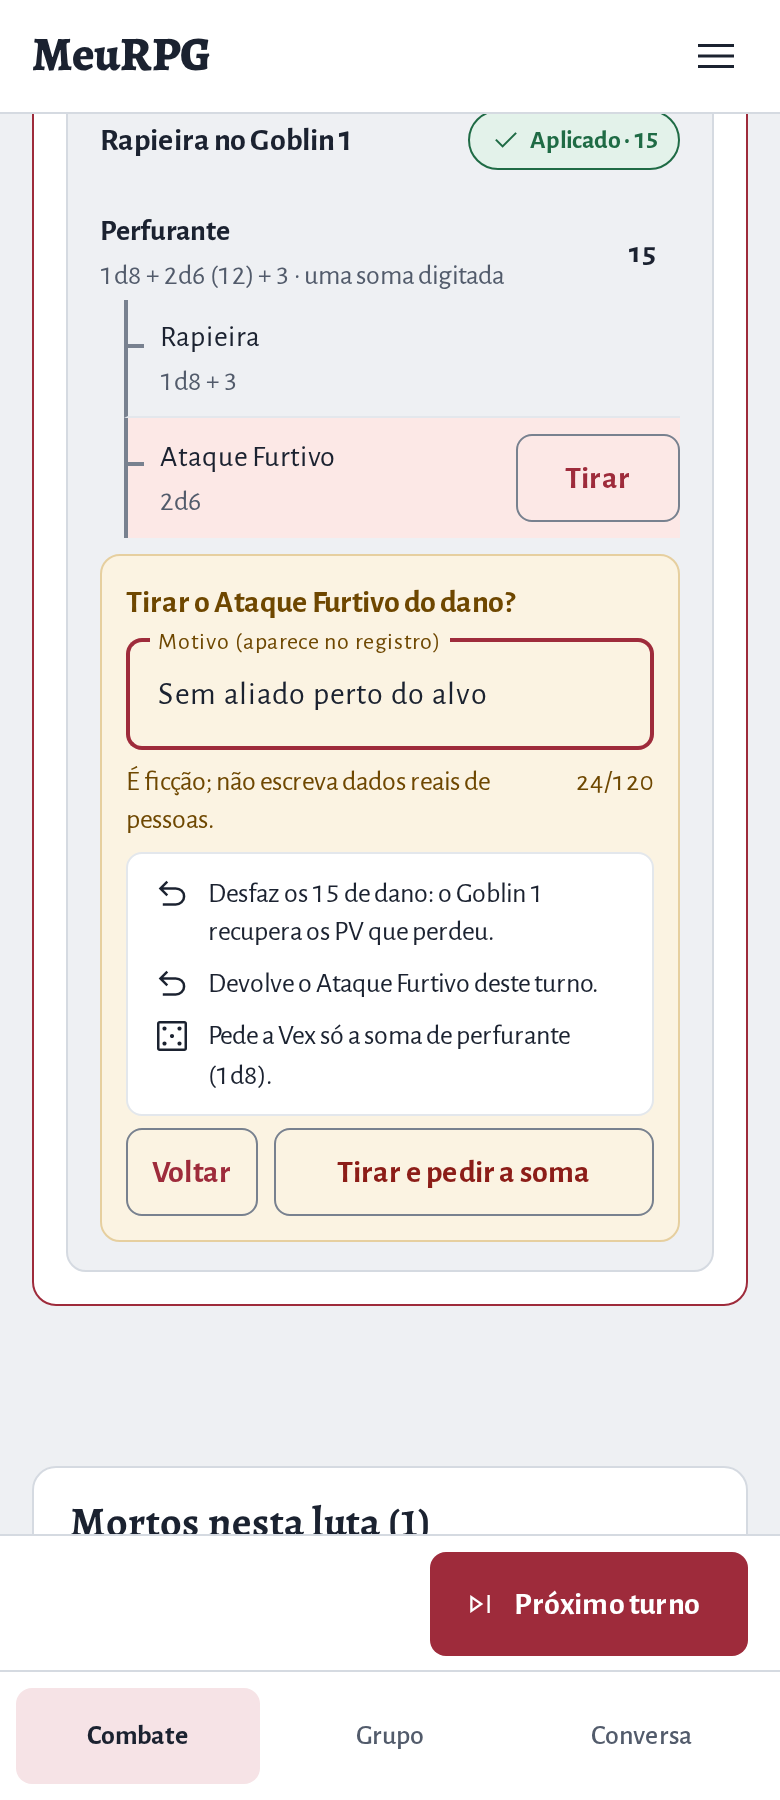 MeuRPG
Rapieira no Goblin 1
Aplicado · 15
Perfurante
1d8 + 2d6 (12) + 3 · uma soma digitada
15
Rapieira
1d8 + 3
Ataque Furtivo
2d6
Tirar
Tirar o Ataque Furtivo do dano?
Motivo (aparece no registro)
Sem aliado perto do alvo
É ficção; não escreva dados reais de
pessoas.
24/120
Desfaz os 15 de dano: o Goblin 1
recupera os PV que perdeu.
Devolve o Ataque Furtivo deste turno.
Pede a Vex só a soma de perfurante
(1d8).
Voltar
Tirar e pedir a soma
Mortos nesta luta (1)
Próximo turno
Combate
Grupo
Conversa